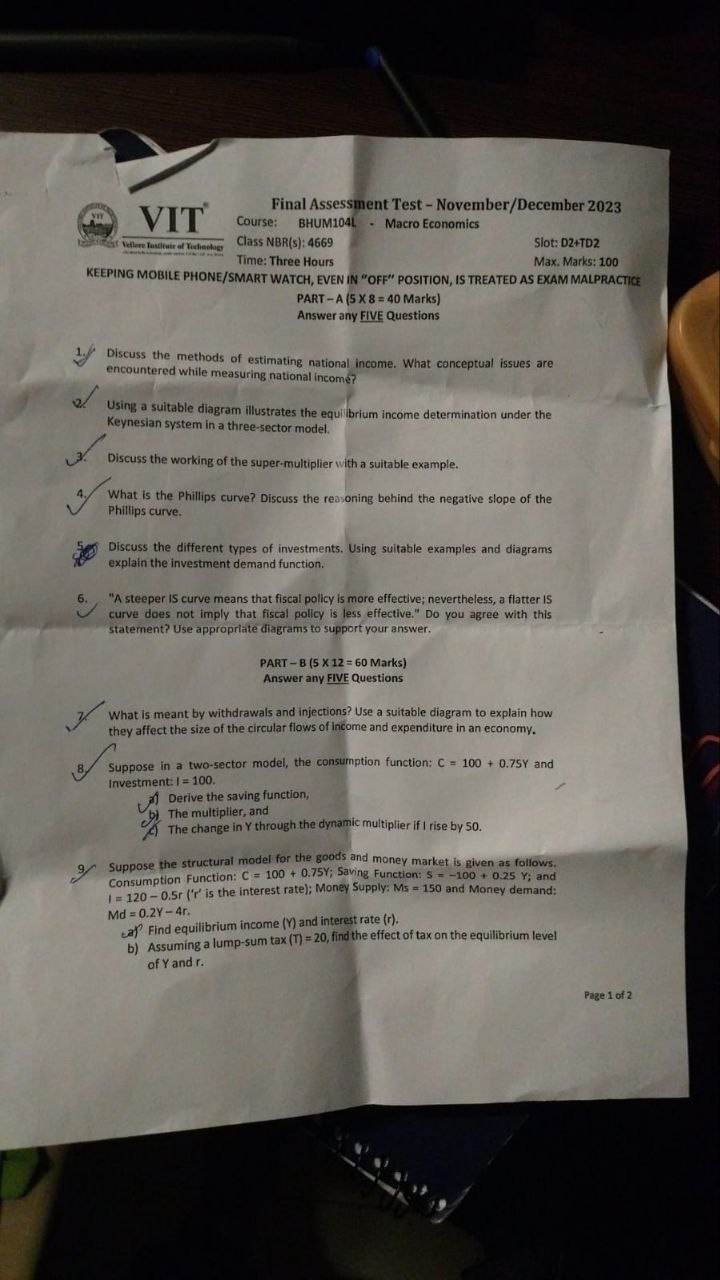 Final Assessment Test – November/December 2023
VIT
VIT®
Vellore Institute of Technology
Course: BHUM104L - Macro Economics
Class NBR(s): 4669 Slot: D2+TD2
Time: Three Hours Max. Marks: 100
KEEPING MOBILE PHONE/SMART WATCH, EVEN IN "OFF" POSITION, IS TREATED AS EXAM MALPRACTICE
PART – A (5 X 8 = 40 Marks)
Answer any FIVE Questions
1. Discuss the methods of estimating national income. What conceptual issues are
encountered while measuring national income?
2. Using a suitable diagram illustrates the equilibrium income determination under the
Keynesian system in a three-sector model.
3. Discuss the working of the super-multiplier with a suitable example.
4. What is the Phillips curve? Discuss the reasoning behind the negative slope of the
Phillips curve.
5. Discuss the different types of investments. Using suitable examples and diagrams
explain the investment demand function.
6. "A steeper IS curve means that fiscal policy is more effective; nevertheless, a flatter IS
curve does not imply that fiscal policy is less effective." Do you agree with this
statement? Use appropriate diagrams to support your answer.
PART – B (5 X 12 = 60 Marks)
Answer any FIVE Questions
7. What is meant by withdrawals and injections? Use a suitable diagram to explain how
they affect the size of the circular flows of income and expenditure in an economy.
8. Suppose in a two-sector model, the consumption function: C = 100 + 0.75Y and
Investment: I = 100.
a) Derive the saving function,
b) The multiplier, and
c) The change in Y through the dynamic multiplier if I rise by 50.
9. Suppose the structural model for the goods and money market is given as follows.
Consumption Function: C = 100 + 0.75Y; Saving Function: S = –100 + 0.25 Y; and
I = 120 – 0.5r ('r' is the interest rate); Money Supply: Ms = 150 and Money demand:
Md = 0.2Y – 4r.
a) Find equilibrium income (Y) and interest rate (r).
b) Assuming a lump-sum tax (T) = 20, find the effect of tax on the equilibrium level
of Y and r.
Page 1 of 2